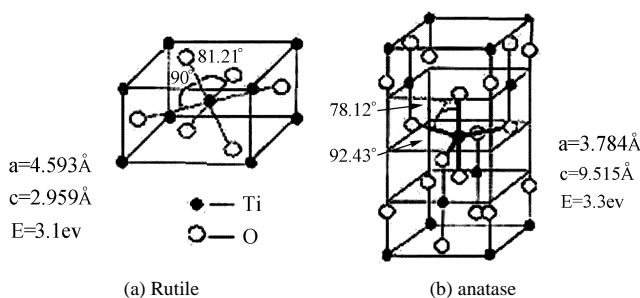 81.21°
90°
a=4.593Å
c=2.959Å
E=3.1ev
Ti
O
78.12°
92.43°
a=3.784Å
c=9.515Å
E=3.3ev
(a) Rutile
(b) anatase